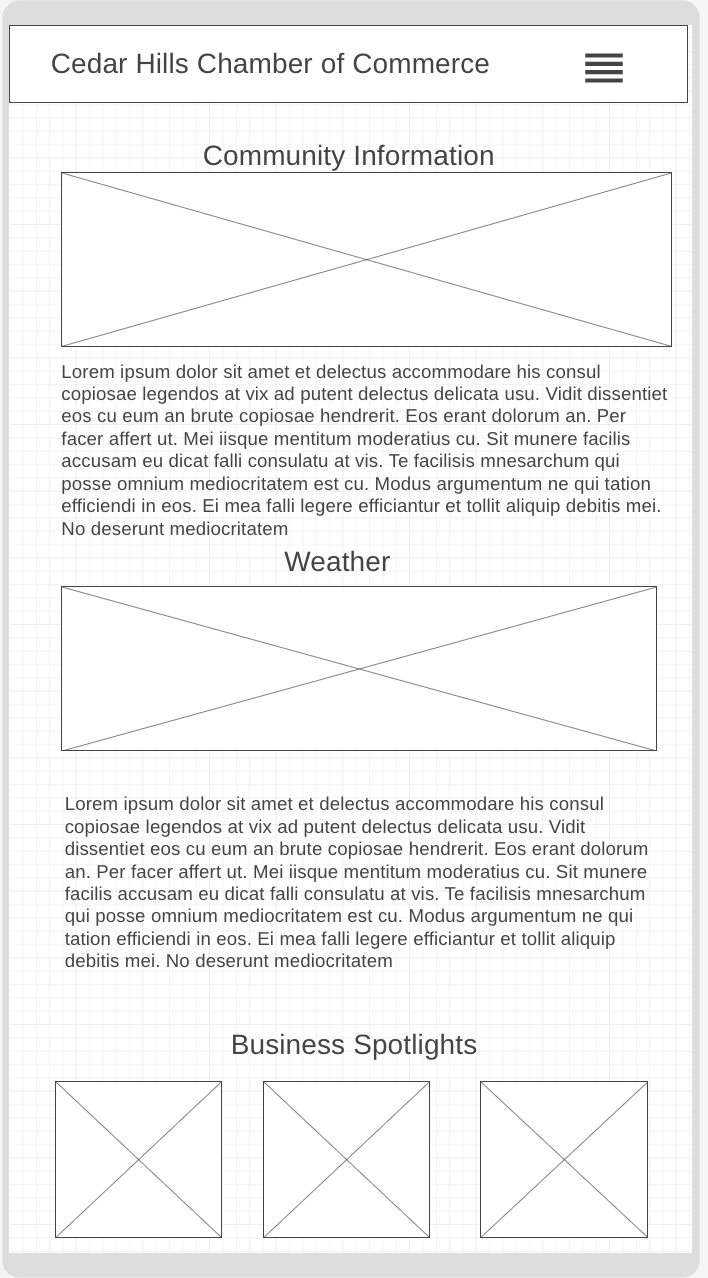 Cedar Hills Chamber of Commerce
Community Information
Lorem ipsum dolor sit amet et delectus accommodare his consul
copiosae legendos at vix ad putent delectus delicata usu. Vidit dissentiet
eos cu eum an brute copiosae hendrerit. Eos erant dolorum an. Per
facer affert ut. Mei iisque mentitum moderatius cu. Sit munere facilis
accusam eu dicat falli consulatu at vis. Te facilisis mnesarchum qui
posse omnium mediocritatem est cu. Modus argumentum ne qui tation
efficiendi in eos. Ei mea falli legere efficiantur et tollit aliquip debitis mei.
No deserunt mediocritatem
Weather
Lorem ipsum dolor sit amet et delectus accommodare his consul
copiosae legendos at vix ad putent delectus delicata usu. Vidit
dissentiet eos cu eum an brute copiosae hendrerit. Eos erant dolorum
an. Per facer affert ut. Mei iisque mentitum moderatius cu. Sit munere
facilis accusam eu dicat falli consulatu at vis. Te facilisis mnesarchum
qui posse omnium mediocritatem est cu. Modus argumentum ne qui
tation efficiendi in eos. Ei mea falli legere efficiantur et tollit aliquip
debitis mei. No deserunt mediocritatem
Business Spotlights